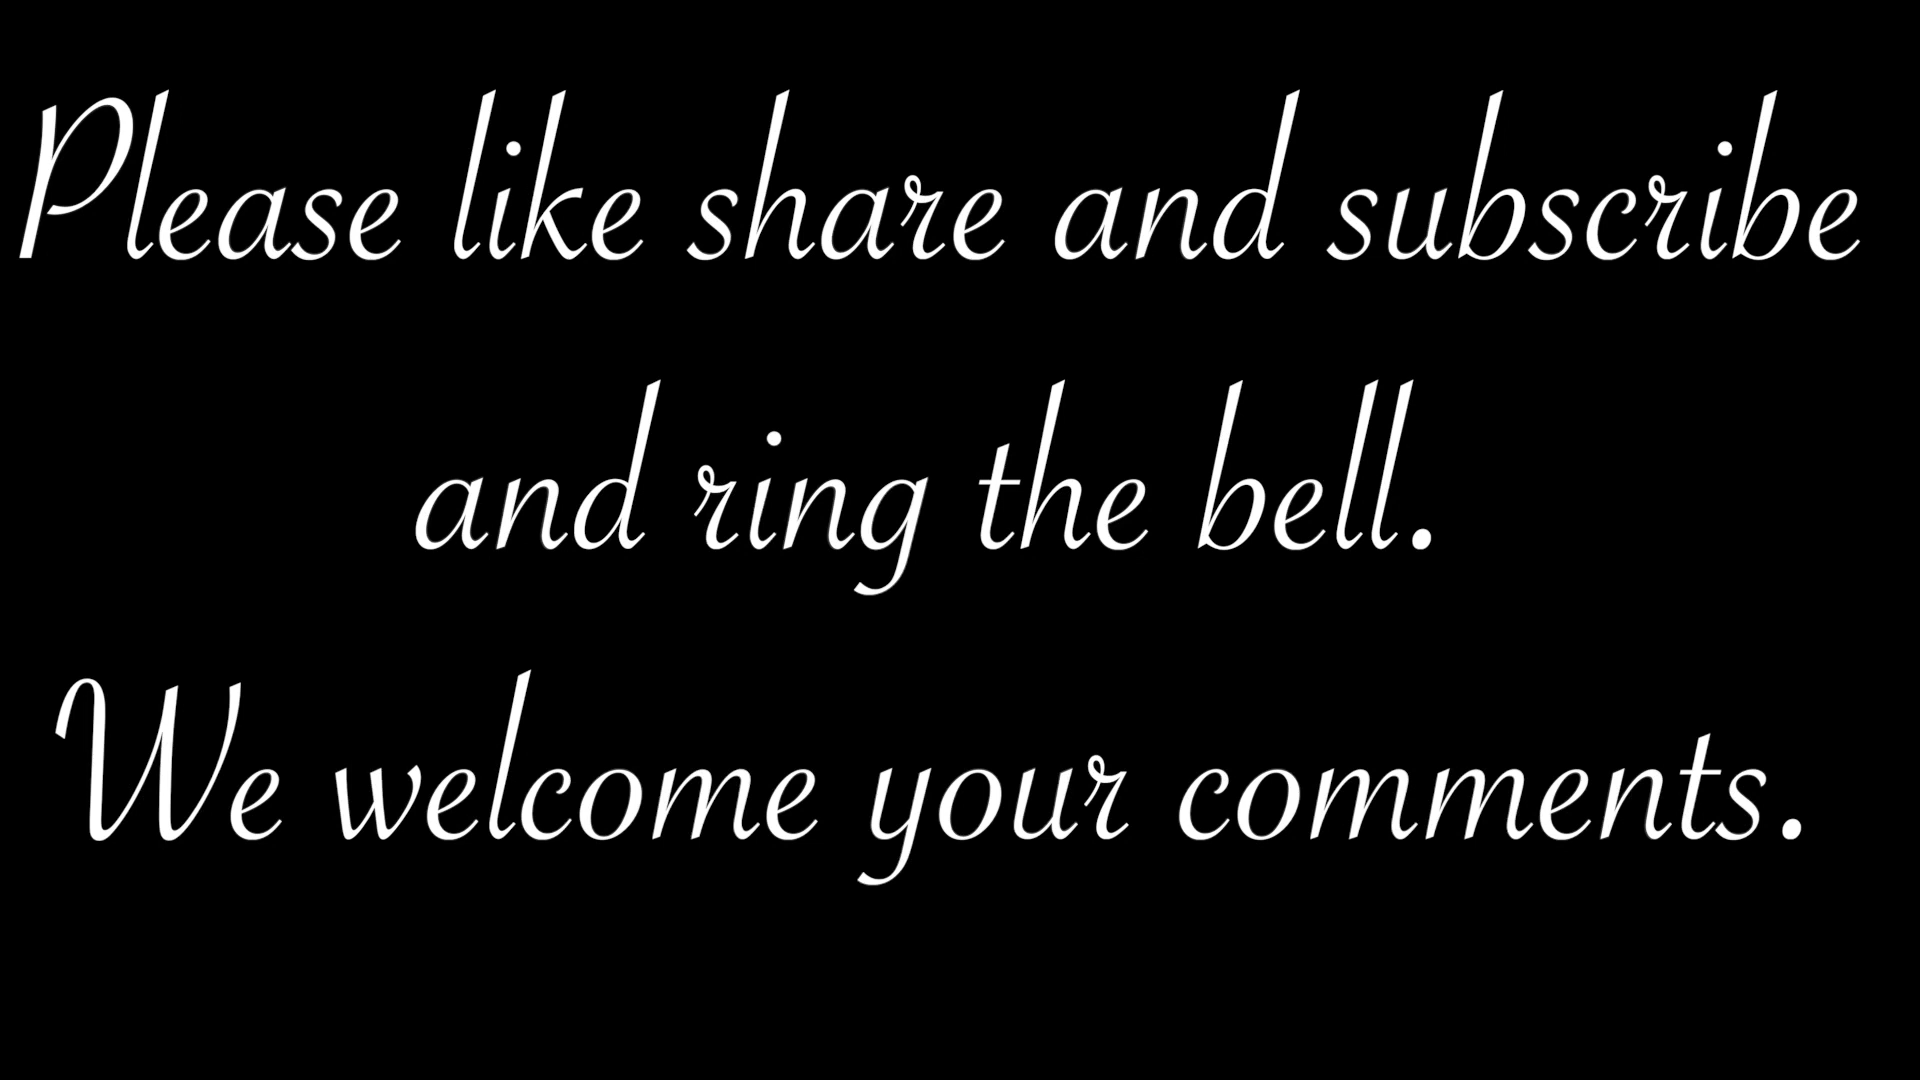 Please like share and subscribe
and ring the bell.
We welcome your comments.